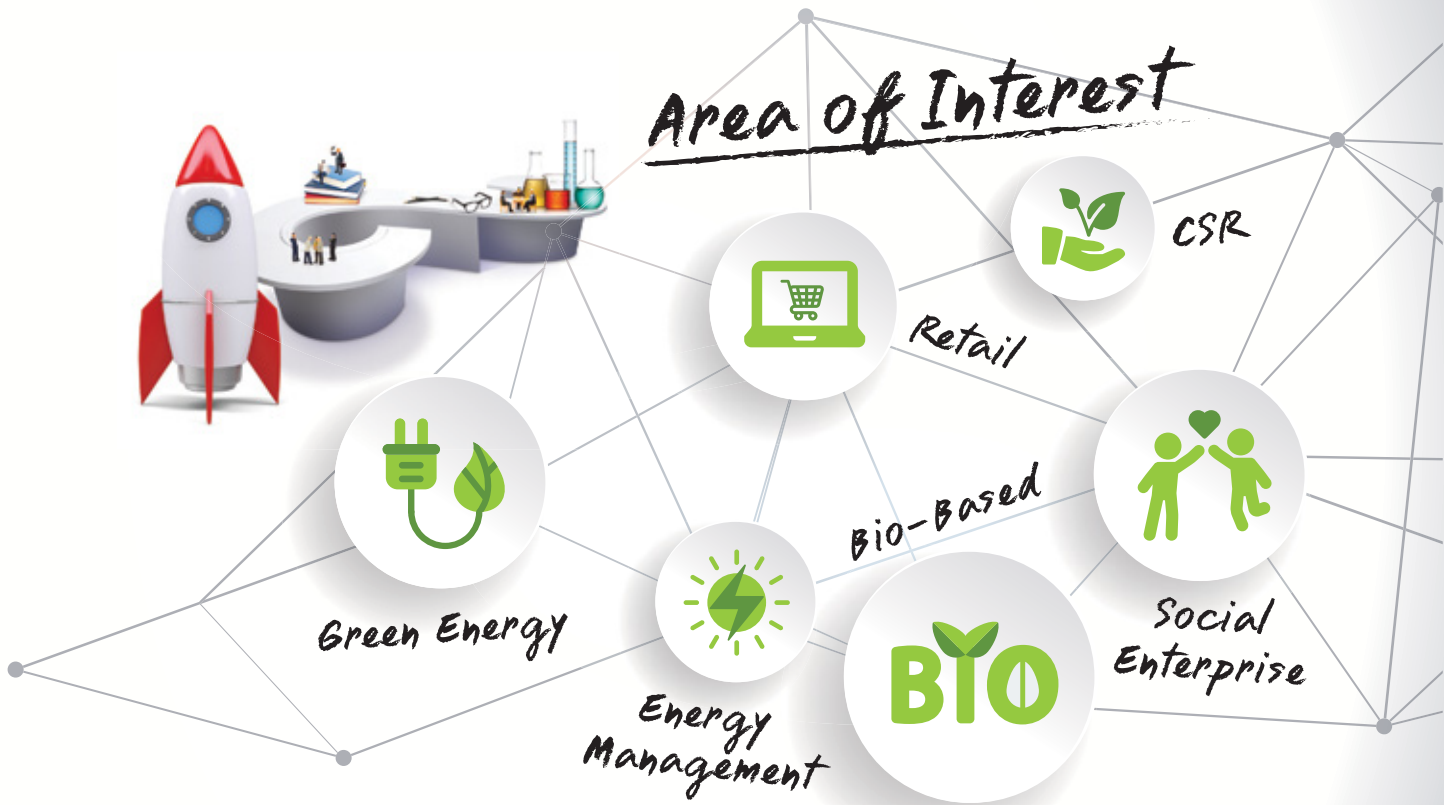 Area of Interest
CSR
Retail
Bio-Based
BIO
Green Energy
Social
Enterprise
Energy
Management